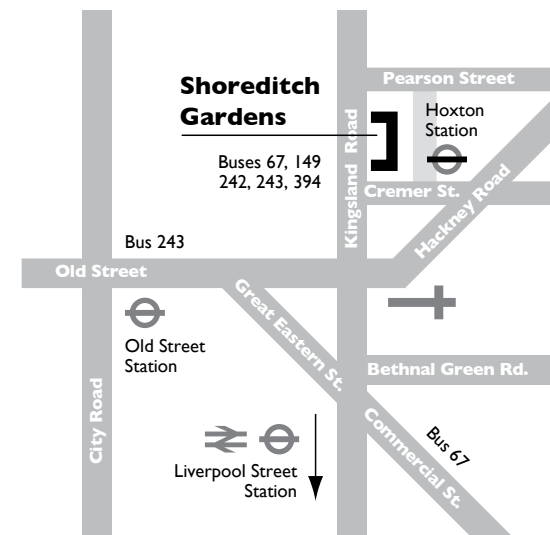 Pearson Street
Shoreditch
Gardens
Hoxton
Station
Kingsland Road
Buses 67, 149
242, 243, 394
Cremer St.
Hackney Road
Bus 243
Old Street
Great Eastern St.
Old Street
Station
Bethnal Green Rd.
City Road
Commercial St.
Bus 67
Liverpool Street
Station